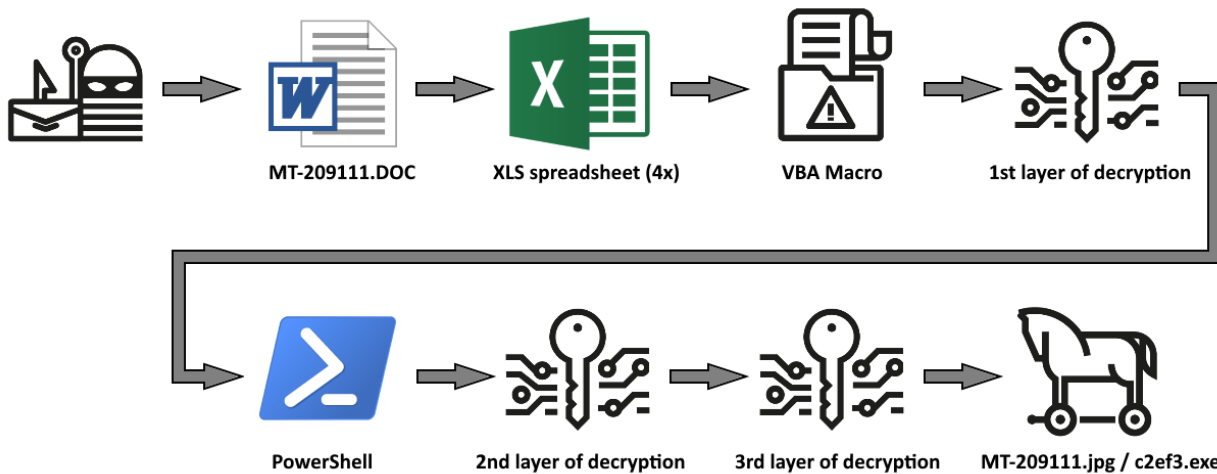 W
X
MT-209111.DOC
XLS spreadsheet (4x)
VBA Macro
1st layer of decryption
PowerShell
2nd layer of decryption
3rd layer of decryption
MT-209111.jpg / c2ef3.exe